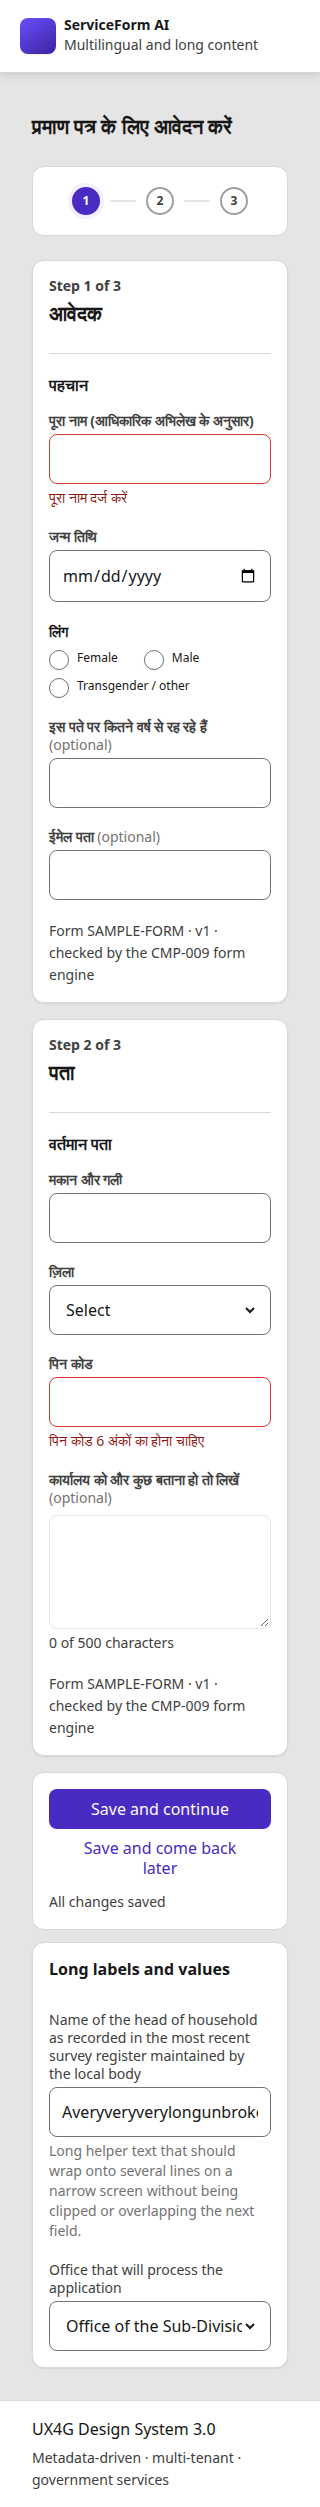 ServiceForm AI
Multilingual and long content
प्रमाण पत्र के लिए आवेदन करें
1
2
3
Step 1 of 3
आवेदक
पहचान
पूरा नाम (आधिकारिक अभिलेख के अनुसार)
पूरा नाम दर्ज करें
जन्म तिथि
mm/dd/yyyy
लिंग
Female
Male
Transgender / other
इस पते पर कितने वर्ष से रह रहे हैं
(optional)
ईमेल पता (optional)
Form SAMPLE-FORM · v1 ·
checked by the CMP-009 form
engine
Step 2 of 3
पता
वर्तमान पता
मकान और गली
ज़िला
Select
पिन कोड
पिन कोड 6 अंकों का होना चाहिए
कार्यालय को और कुछ बताना हो तो लिखें
(optional)
0 of 500 characters
Form SAMPLE-FORM · v1 ·
checked by the CMP-009 form
engine
Save and continue
Save and come back
later
All changes saved
Long labels and values
Name of the head of household
as recorded in the most recent
survey register maintained by
the local body
Averyveryverylongunbroke
Long helper text that should
wrap onto several lines on a
narrow screen without being
clipped or overlapping the next
field.
Office that will process the
application
Office of the Sub-Divisic
UX4G Design System 3.0
Metadata-driven · multi-tenant ·
government services